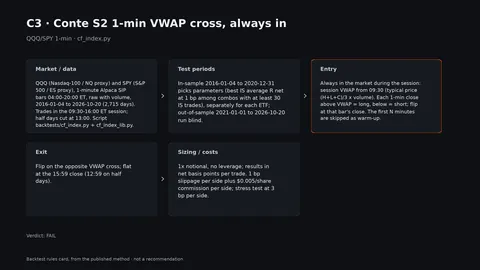 C3 · Conte S2 1-min VWAP cross, always in
QQQ/SPY 1-min · cf_index.py
Market / data
QQQ (Nasdaq-100 / NQ proxy) and SPY (S&P
500 / ES proxy), 1-minute Alpaca SIP
bars 04:00-20:00 ET, raw with volume,
2016-01-04 to 2026-10-20 (2,715 days).
Trades in the 09:30-16:00 ET session;
half days cut at 13:00. Script
backtests/cf_index.py + cf_index_lib.py.
Test periods
In-sample 2016-01-04 to 2020-12-31
picks parameters (best IS average R net
at 1 bp among combos with at least 30
IS trades), separately for each ETF;
out-of-sample 2021-01-01 to 2026-10-20
run blind.
Entry
Always in the market during the session:
session VWAP from 09:30 (typical price
(H+L+C)/3 x volume). Each 1-min close
above VWAP = long, below = short; flip
at that bar's close. The first N minutes
are skipped as warm-up.
Exit
Flip on the opposite VWAP cross; flat
at the 15:59 close (12:59 on half
days).
Sizing / costs
1x notional, no leverage; results in
net basis points per trade. 1 bp
slippage per side plus $0.005/share
commission per side; stress test at 3
bp per side.
Verdict: FAIL
Backtest rules card, from the published method · not a recommendation